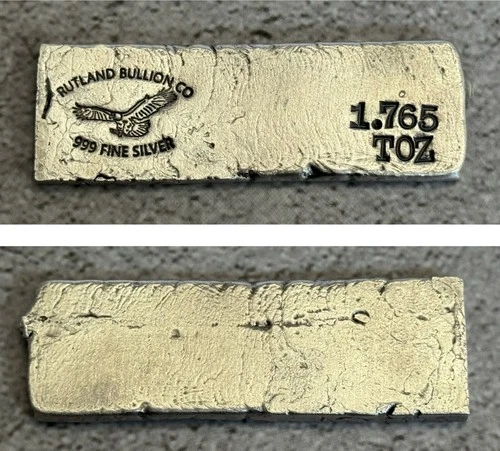 RUTLAND BULLION CO
999 FINE SILVER
1.765
TOZ